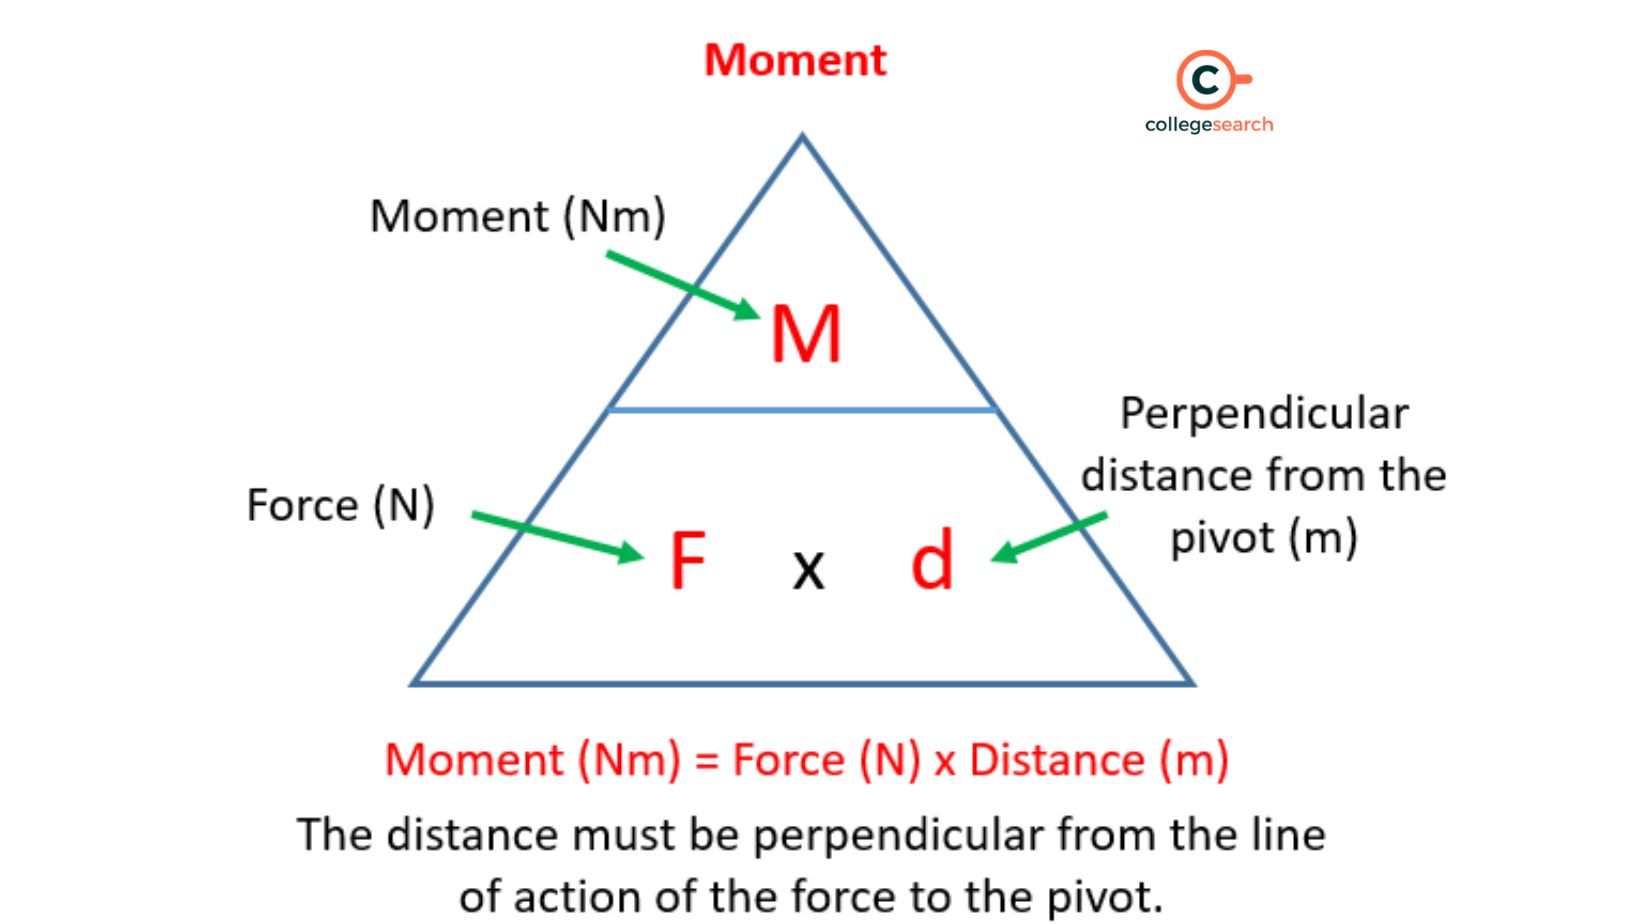 Moment
C
collegesearch
Moment (Nm)
M
Perpendicular
distance from the
pivot (m)
Force (N)
F x d
Moment (Nm) = Force (N) x Distance (m)
The distance must be perpendicular from the line
of action of the force to the pivot.